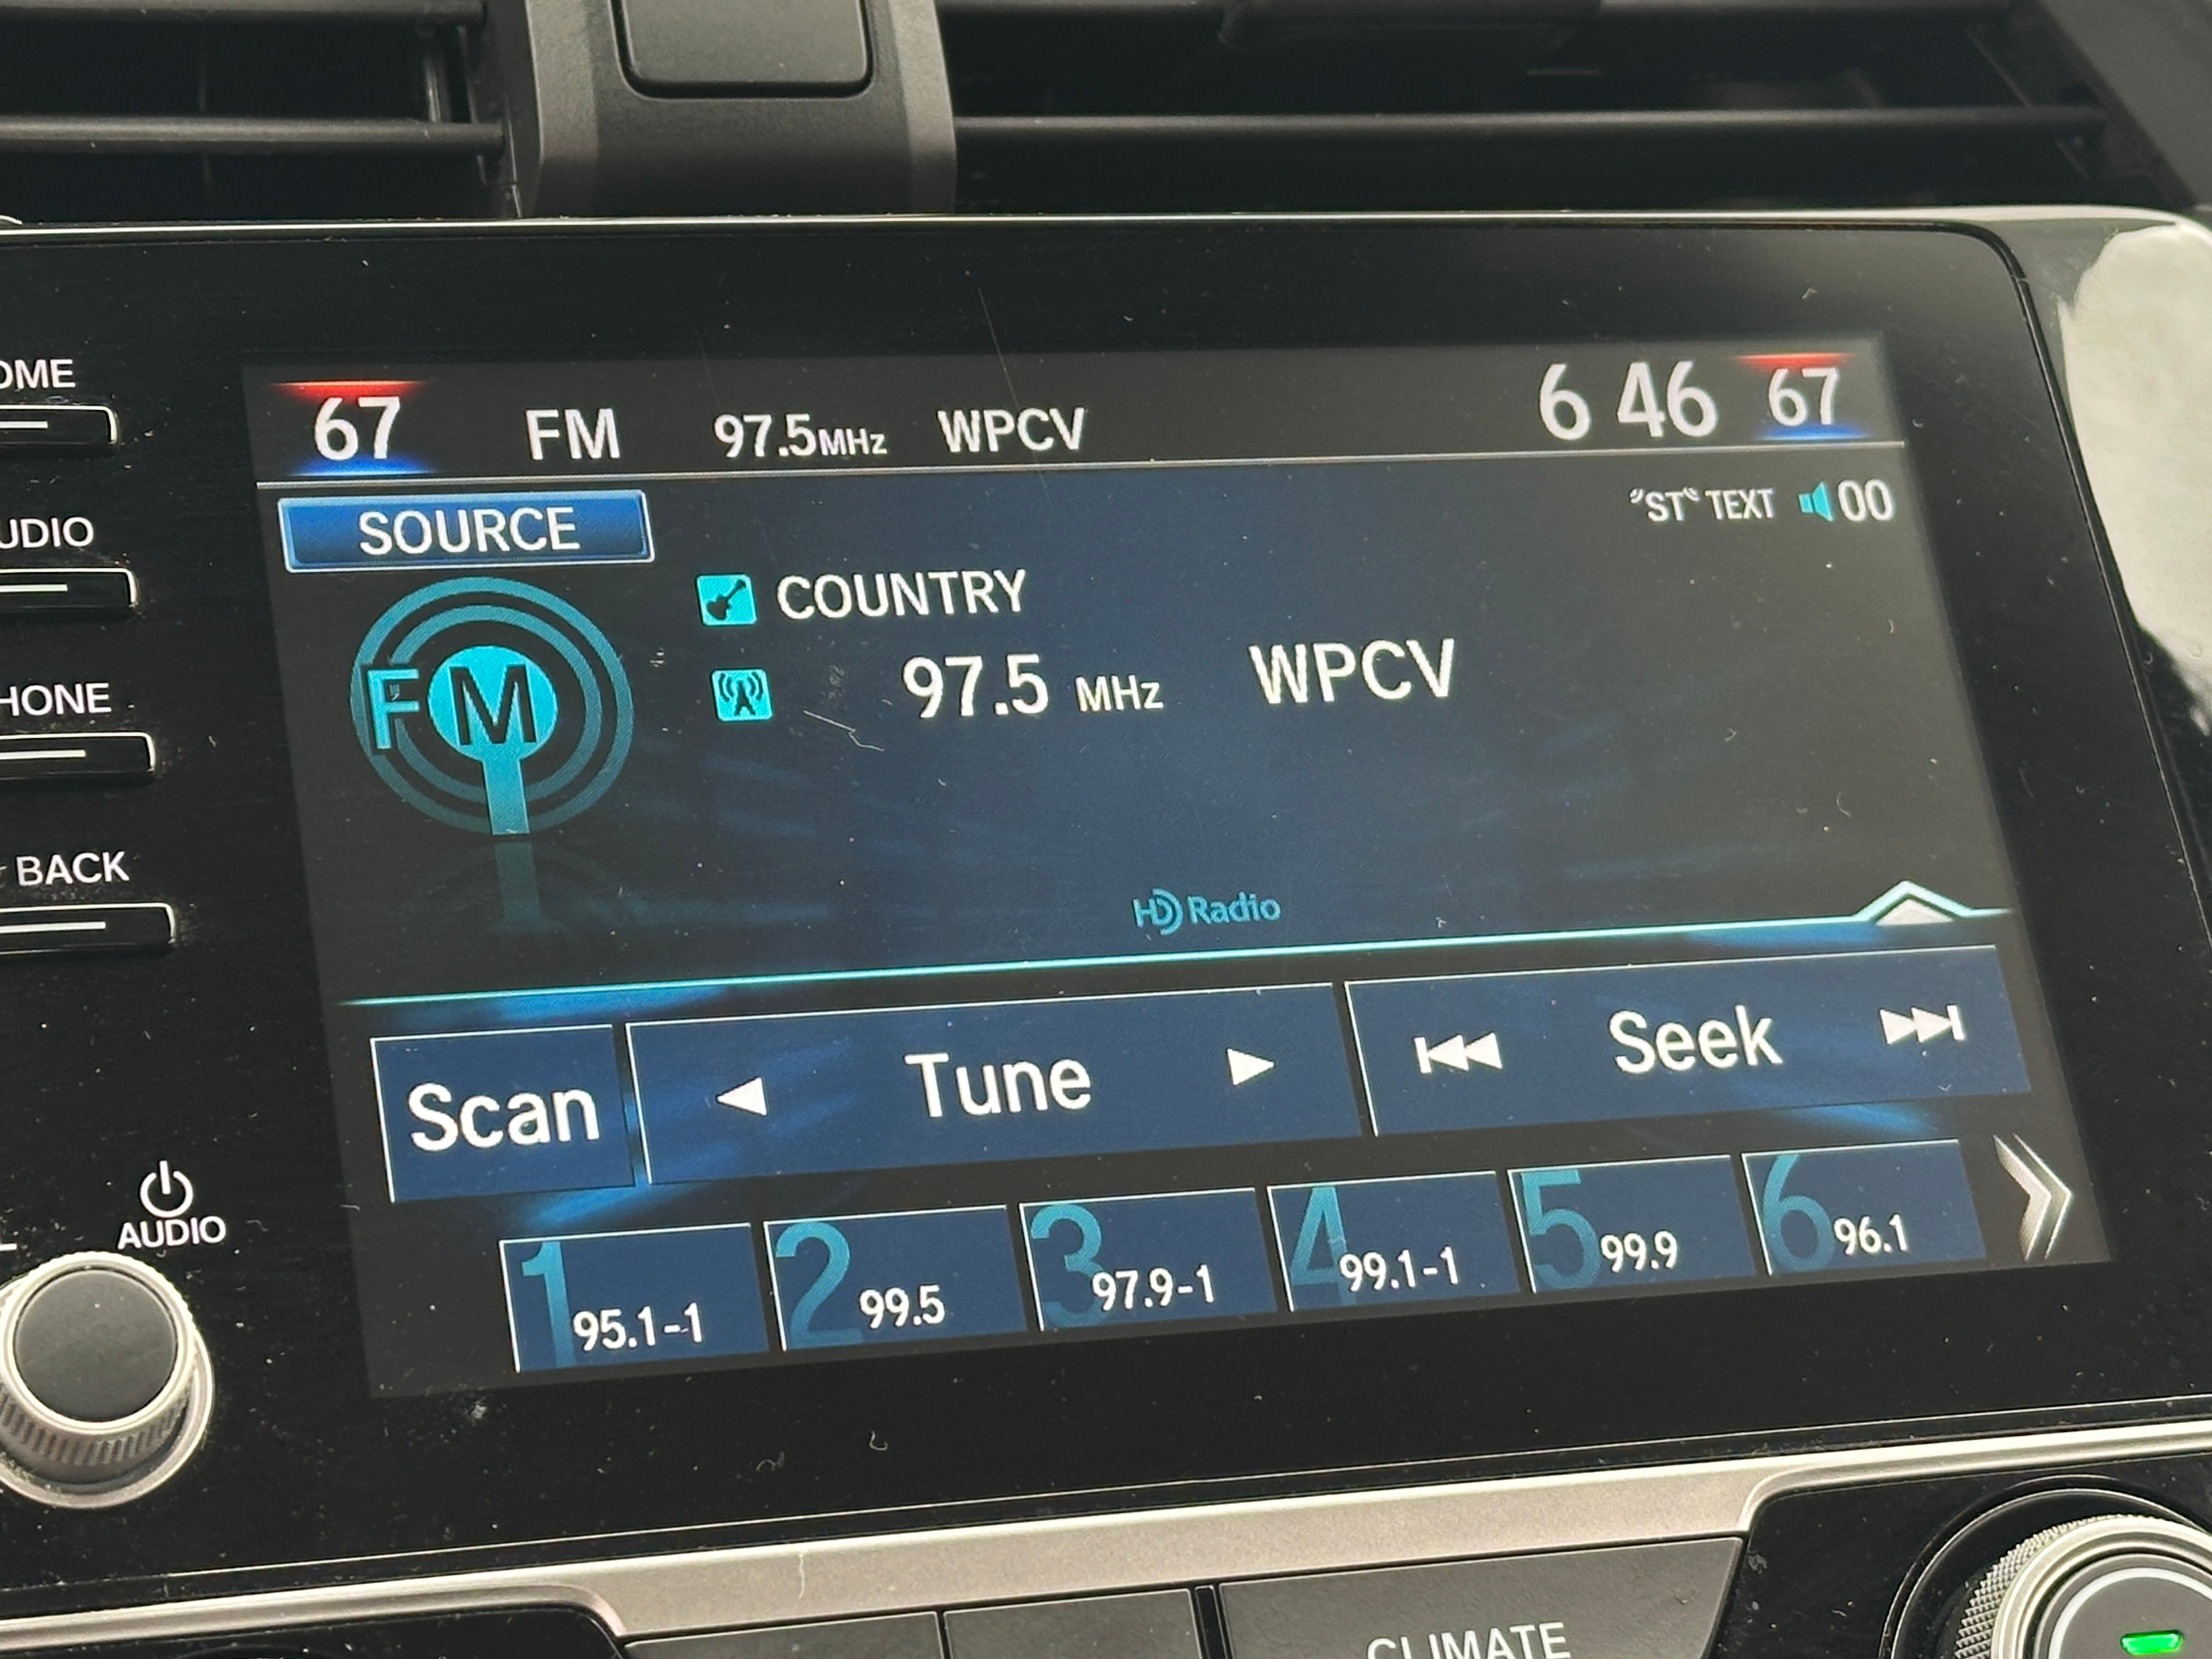 67 FM 97.5MHz WPCV 6 46 67
SOURCE "ST" TEXT 00
COUNTRY
FM 97.5 MHz WPCV
HD Radio
Scan Tune Seek
1 95.1-1 2 99.5 3 97.9-1 4 99.1-1 5 99.9 6 96.1
OME
UDIO
HONE
BACK
AUDIO
CLIMATE